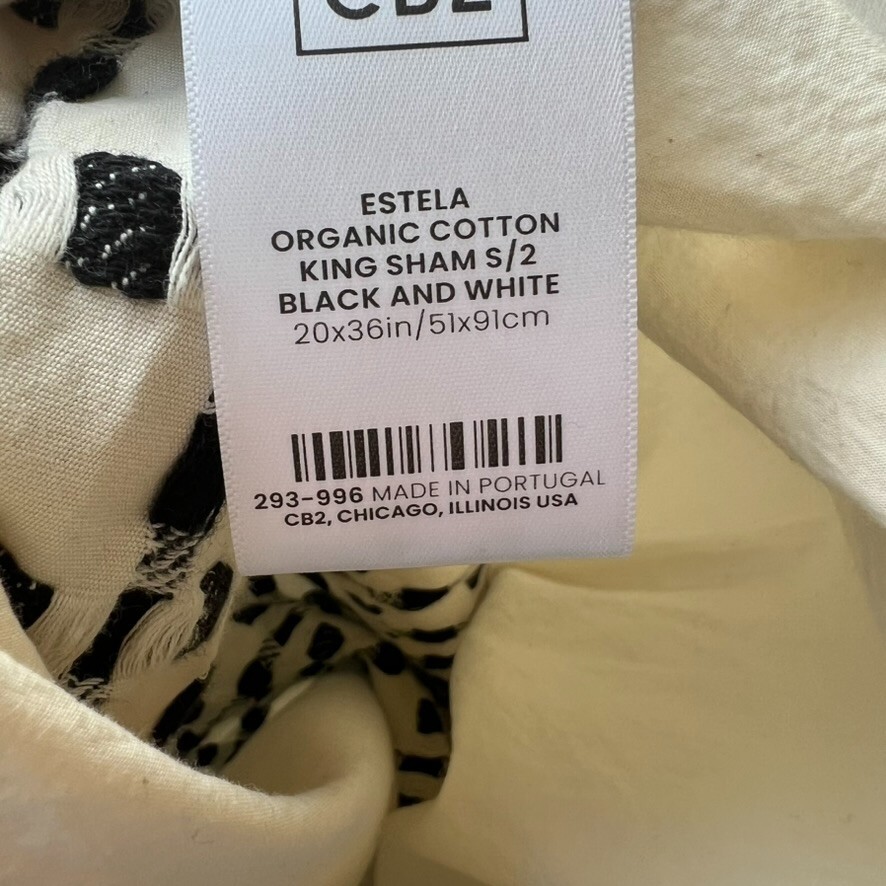 CB2
ESTELA
ORGANIC COTTON
KING SHAM S/2
BLACK AND WHITE
20x36in/51x91cm
293-996 MADE IN PORTUGAL
CB2, CHICAGO, ILLINOIS USA